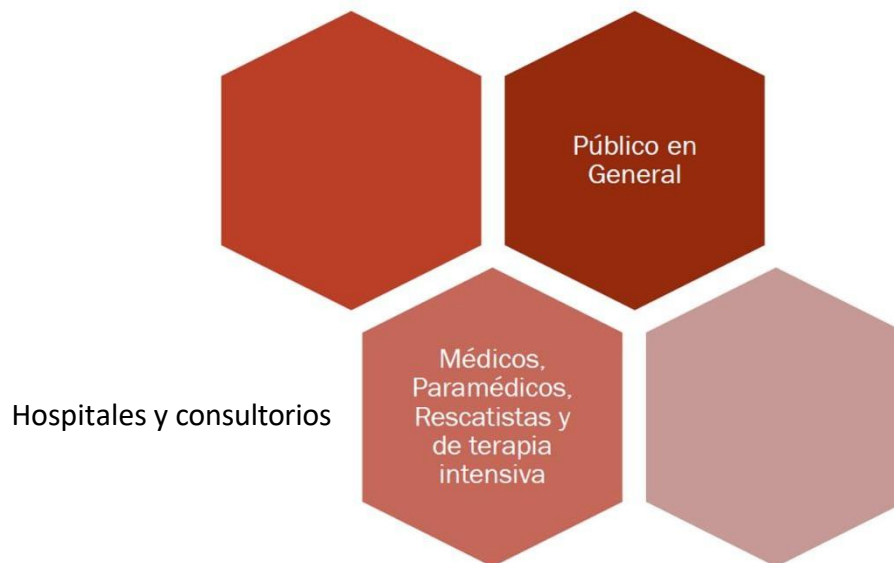 Público en
General
Médicos,
Paramédicos,
Rescatistas y
de terapia
intensiva
Hospitales y consultorios